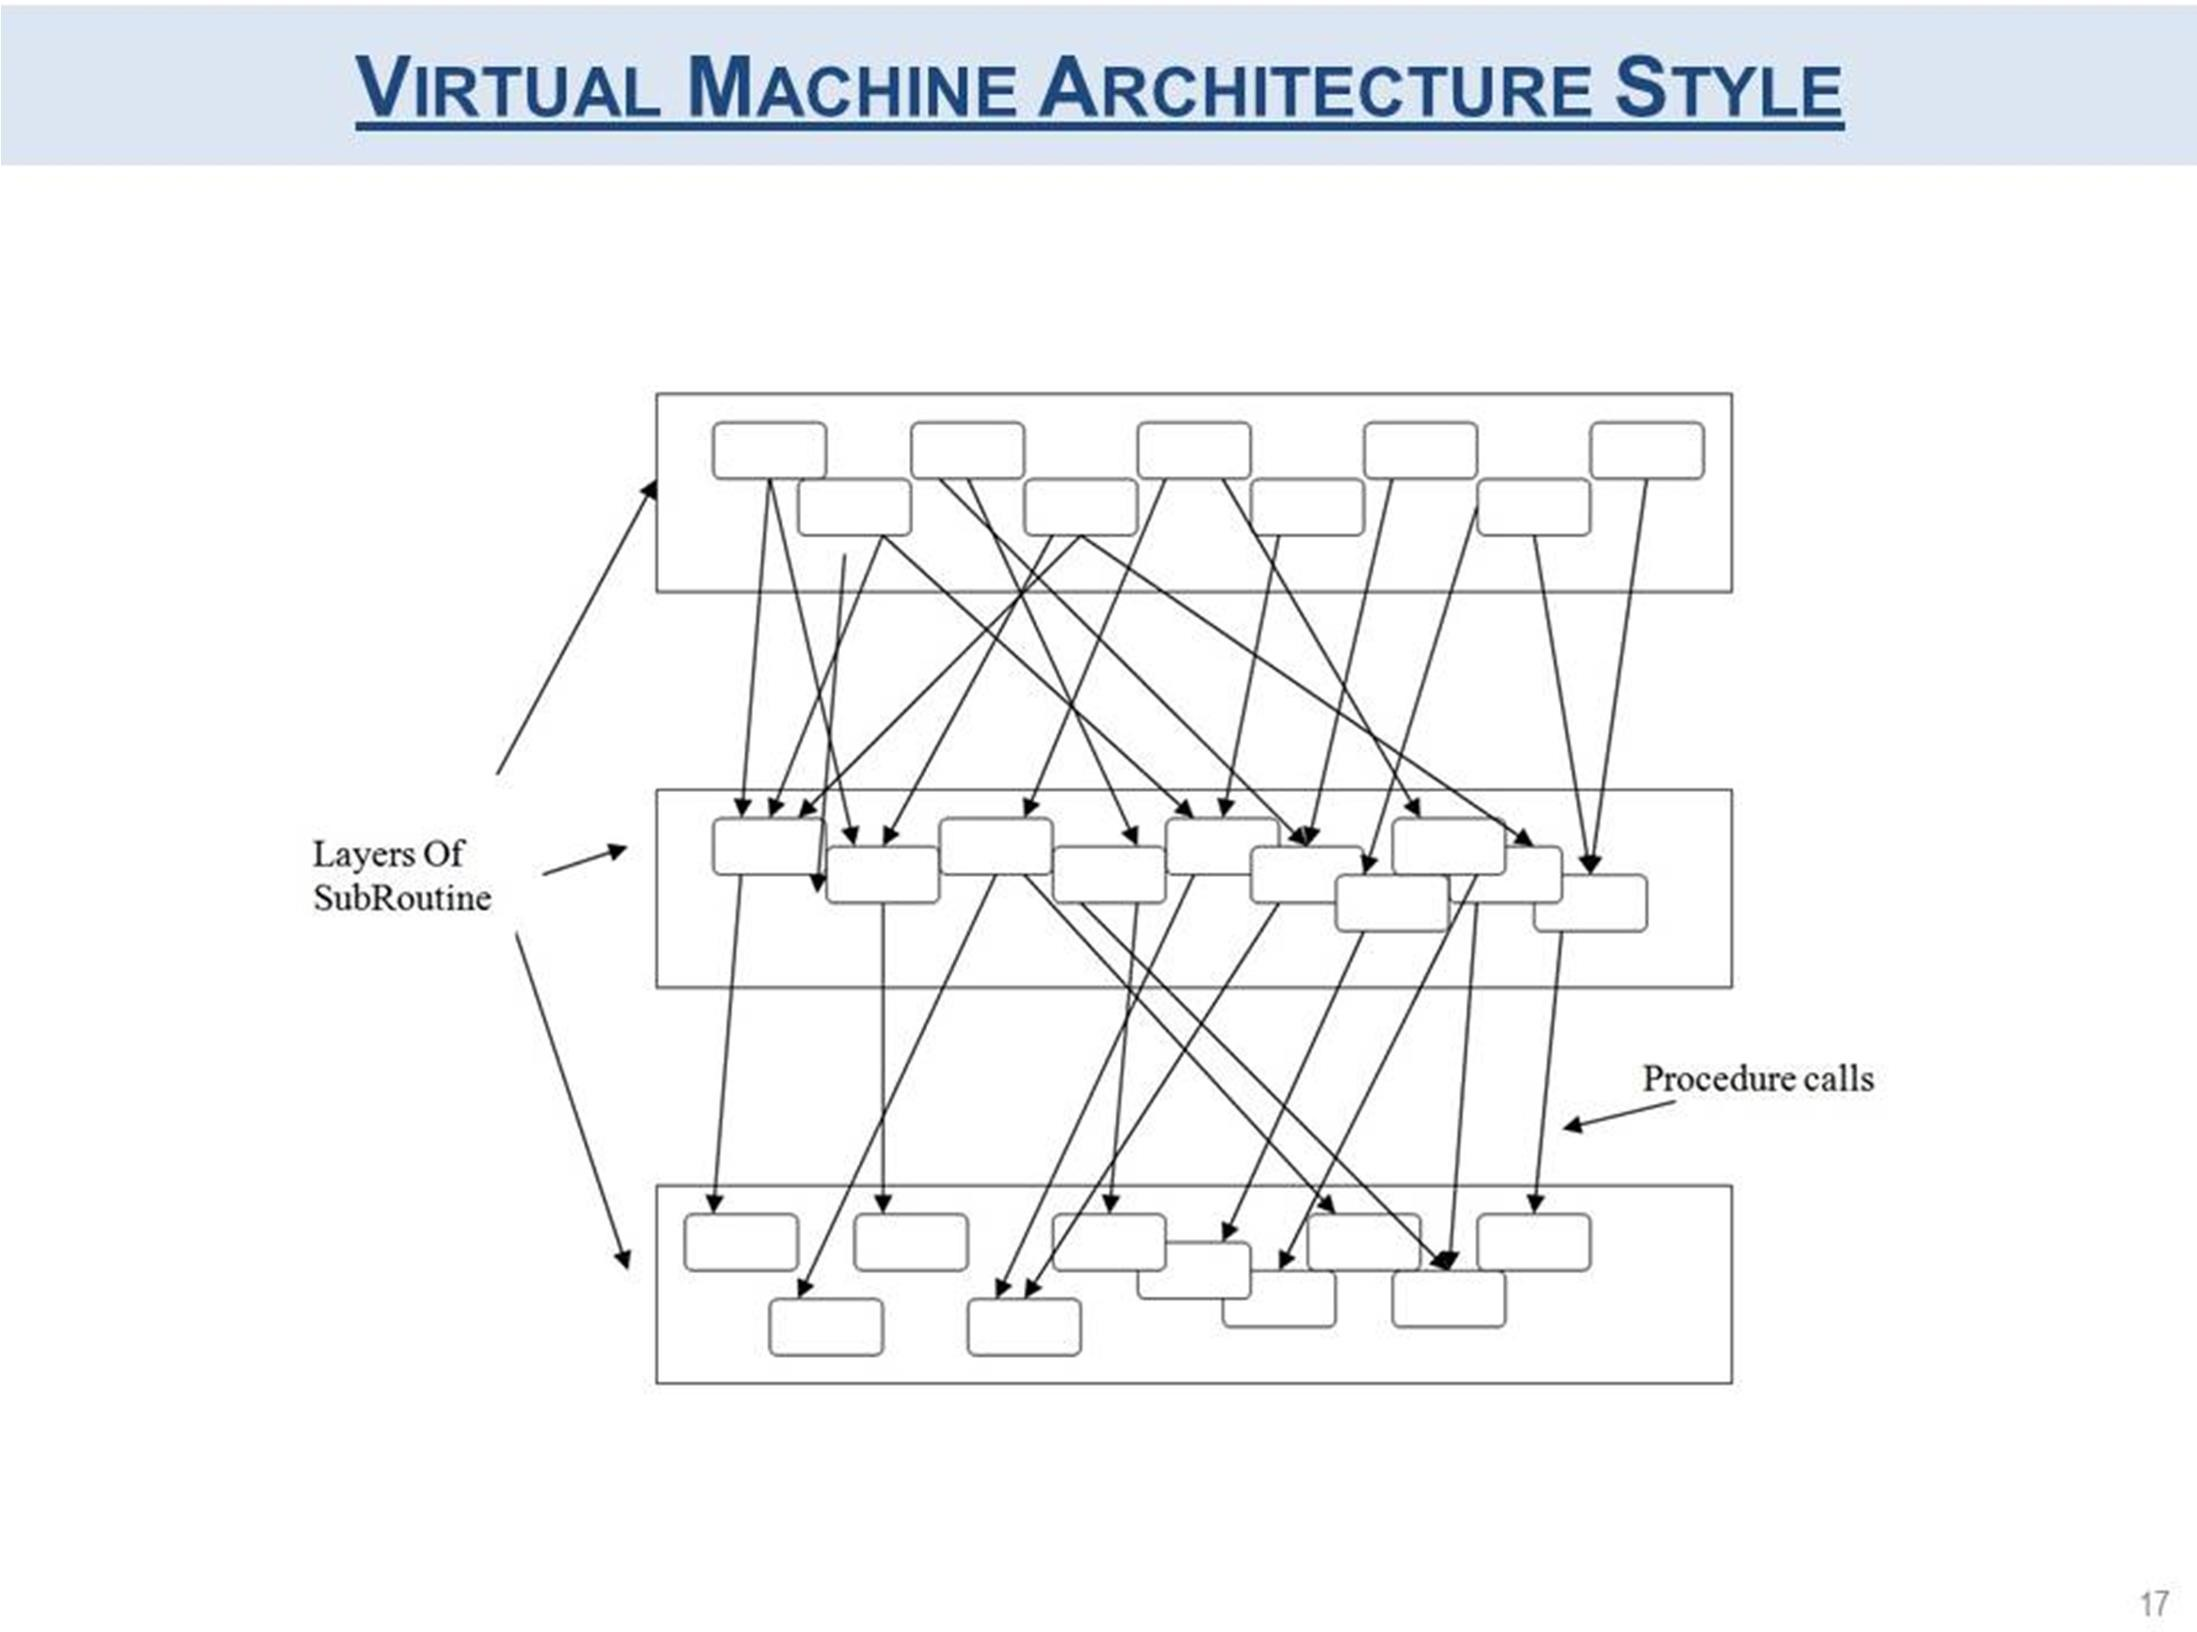 VIRTUAL MACHINE ARCHITECTURE STYLE
Layers Of
SubRoutine
Procedure calls
17